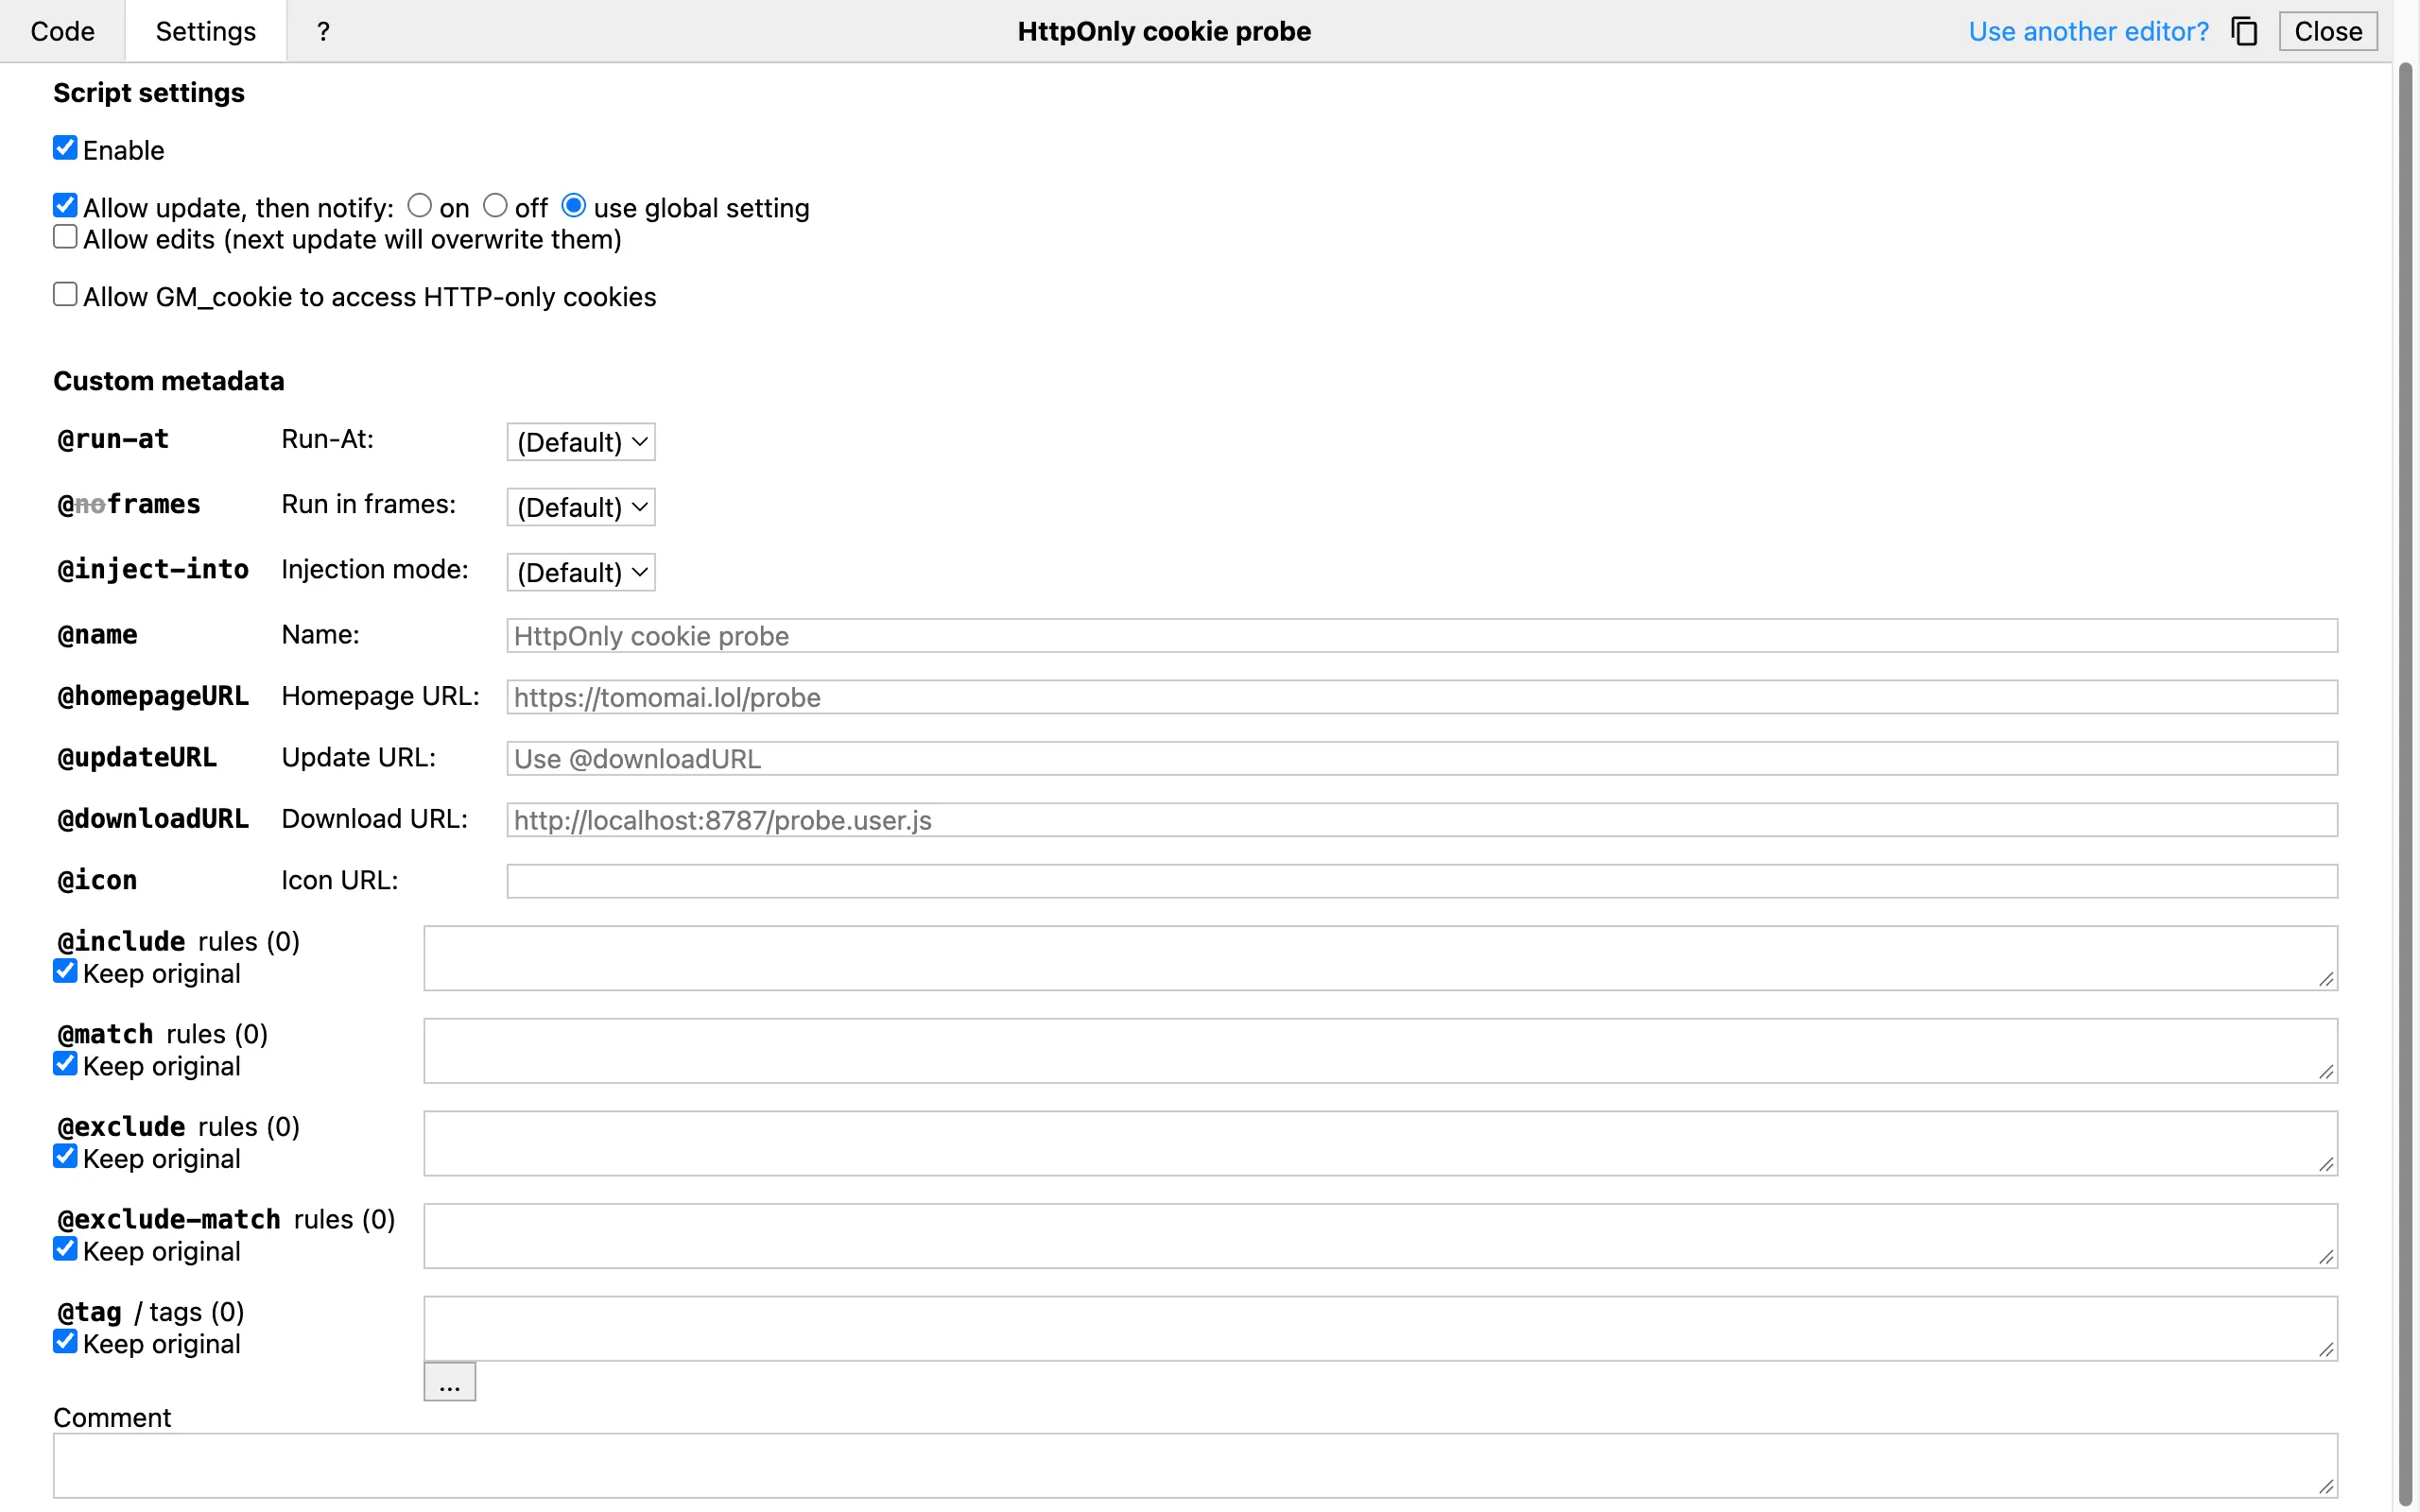 Code Settings ? HttpOnly cookie probe Use another editor? Close
Script settings
Enable
Allow update, then notify: on off use global setting
Allow edits (next update will overwrite them)
Allow GM_cookie to access HTTP-only cookies
Custom metadata
@run-at Run-At: (Default)
@noframes Run in frames: (Default)
@inject-into Injection mode: (Default)
@name Name: HttpOnly cookie probe
@homepageURL Homepage URL: https://tomomai.lol/probe
@updateURL Update URL: Use @downloadURL
@downloadURL Download URL: http://localhost:8787/probe.user.js
@icon Icon URL:
@include rules (0)
Keep original
@match rules (0)
Keep original
@exclude rules (0)
Keep original
@exclude-match rules (0)
Keep original
@tag / tags (0)
Keep original
...
Comment